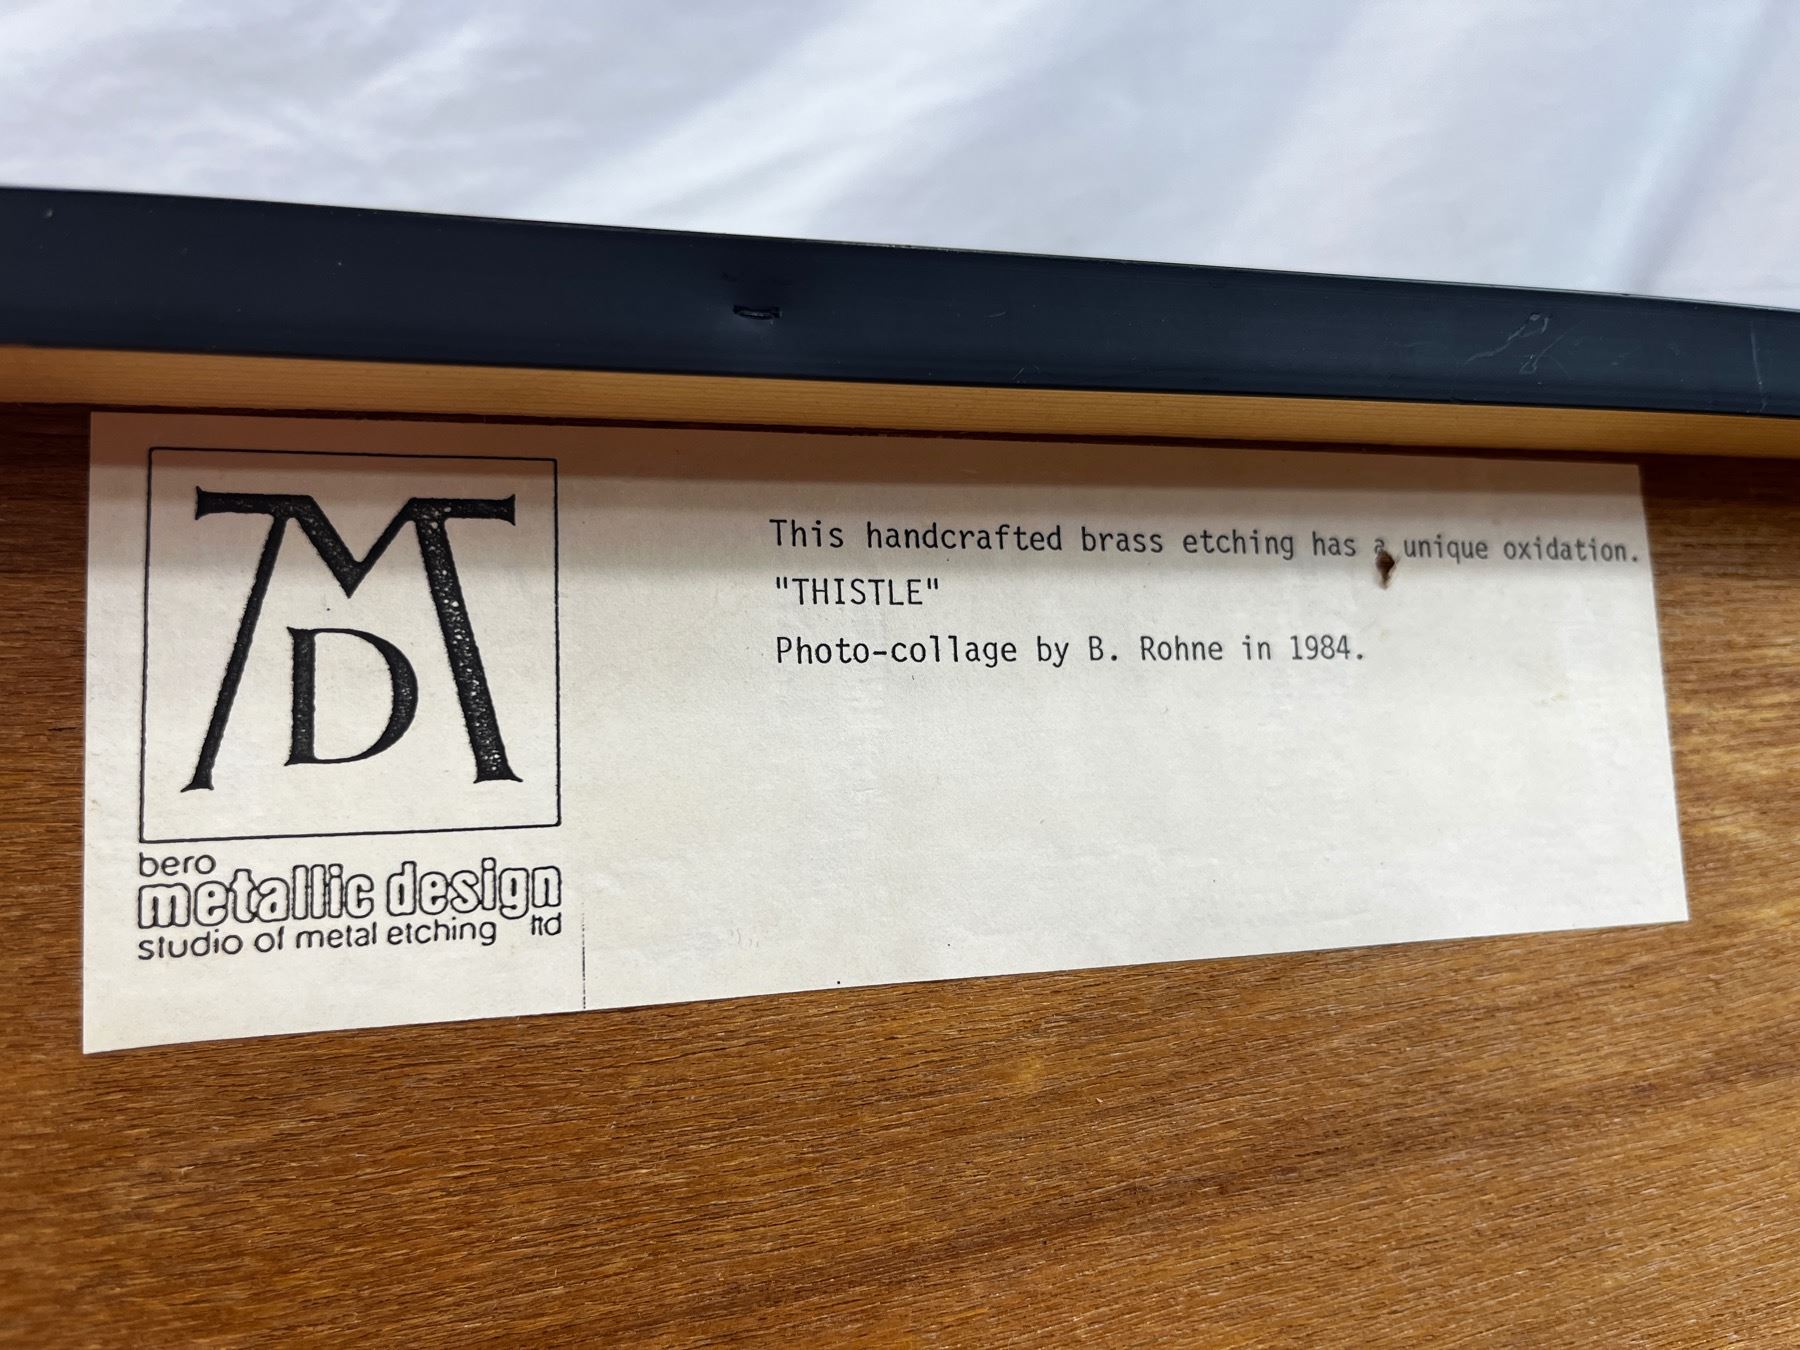 MD
bero
metallic design
studio of metal etching ltd
This handcrafted brass etching has a unique oxidation.
"THISTLE"
Photo-collage by B. Rohne in 1984.